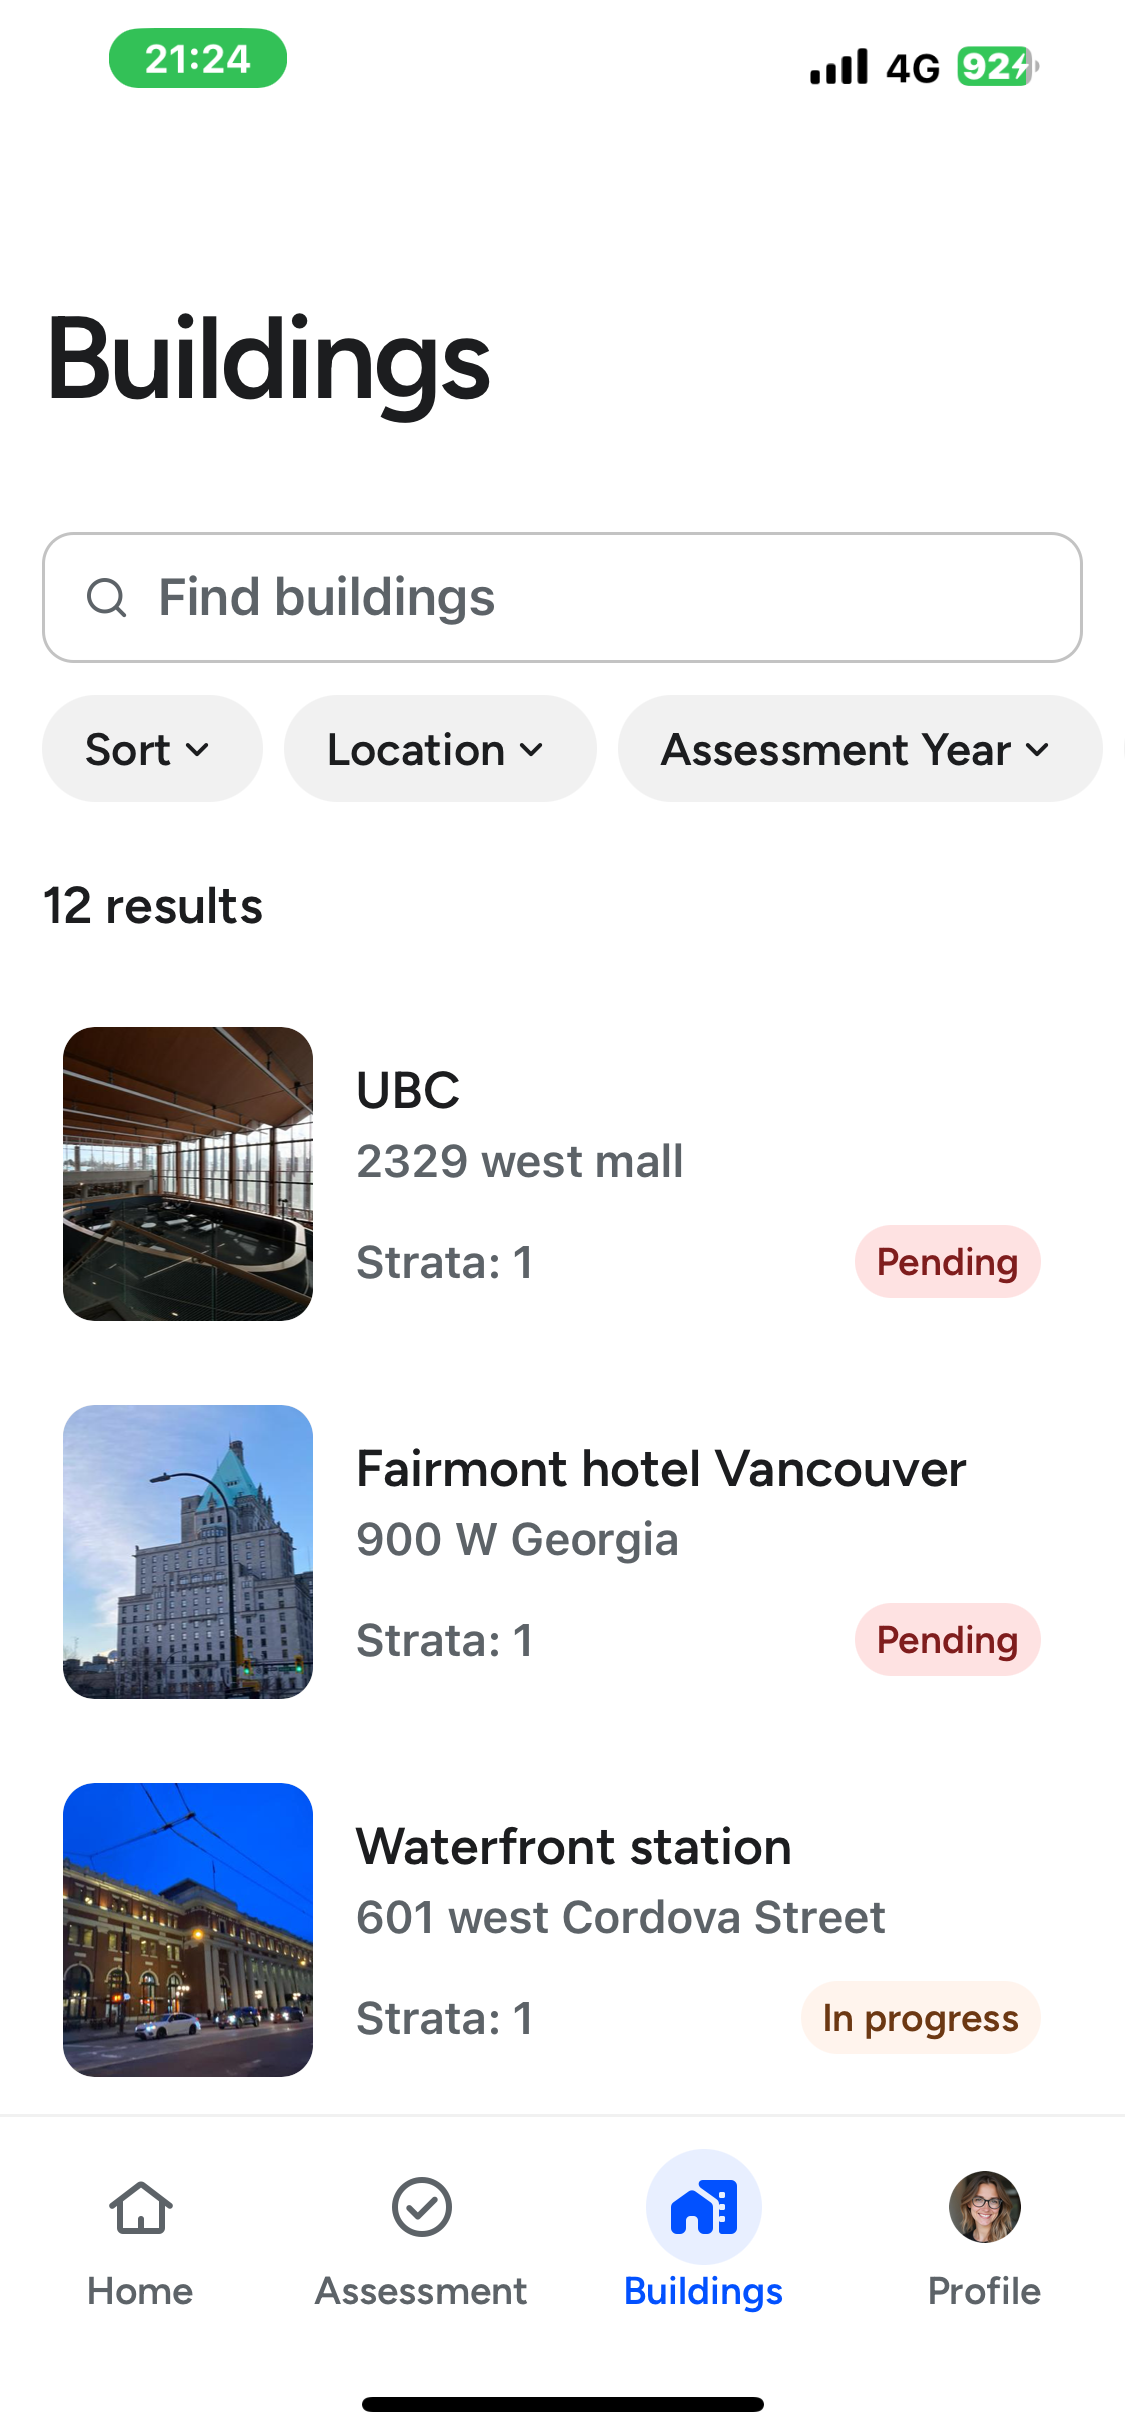 21:24
4G
92
Buildings
Find buildings
Sort
Location
Assessment Year
12 results
UBC
2329 west mall
Strata: 1
Pending
Fairmont hotel Vancouver
900 W Georgia
Strata: 1
Pending
Waterfront station
601 west Cordova Street
Strata: 1
In progress
Home
Assessment
Buildings
Profile